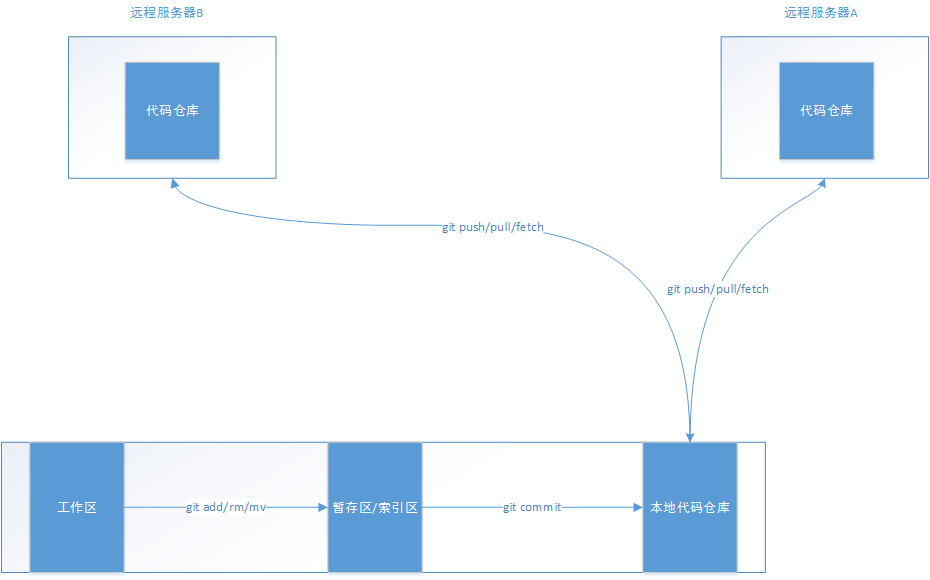 远程服务器B
远程服务器A
代码仓库
代码仓库
git push/pull/fetch
git push/pull/fetch
工作区
git add/rm/mv
暂存区/索引区
git commit
本地代码仓库